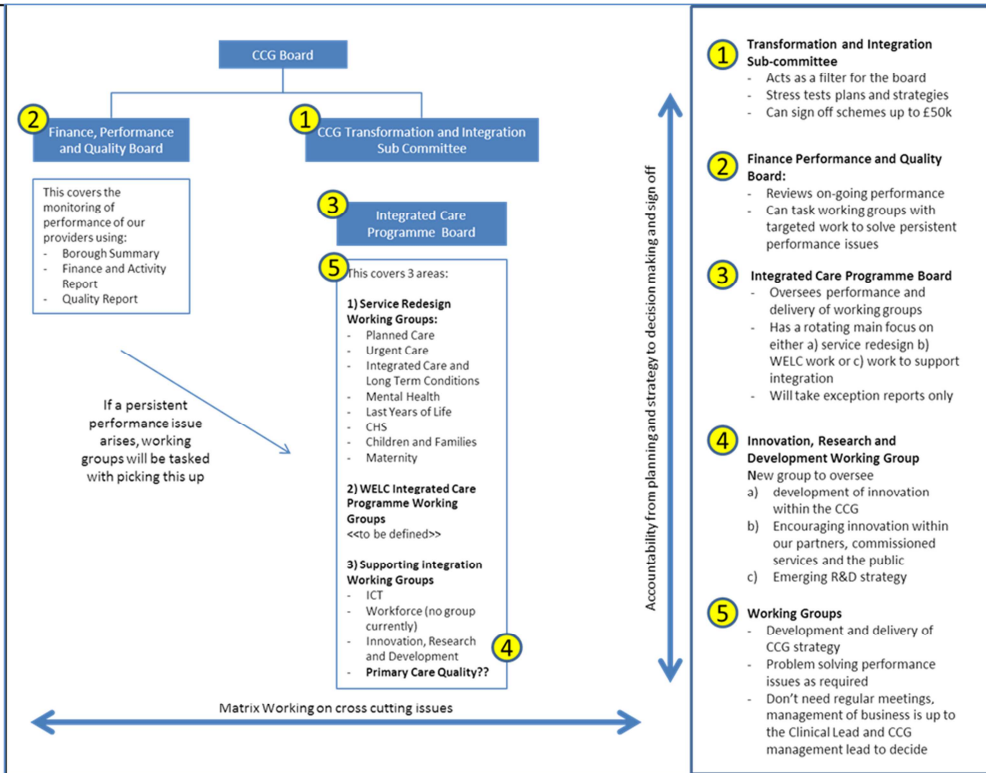 CCG Board
2
Finance, Performance
and Quality Board
1
CCG Transformation and Integration
Sub Committee
This covers the
monitoring of
performance of our
providers using:
- Borough Summary
- Finance and Activity
Report
- Quality Report
3
Integrated Care
Programme Board
5
This covers 3 areas:
1) Service Redesign
Working Groups:
- Planned Care
- Urgent Care
- Integrated Care and
Long Term Conditions
- Mental Health
- Last Years of Life
- CHS
- Children and Families
- Maternity
2) WELC Integrated Care
Programme Working
Groups
<<to be defined>>
3) Supporting integration
Working Groups
- ICT
- Workforce (no group
currently)
- Innovation, Research
and Development
- Primary Care Quality??
4
If a persistent
performance issue
arises, working
groups will be tasked
with picking this up
Matrix Working on cross cutting issues
Accountability from planning and strategy to decision making and sign off
1
Transformation and Integration
Sub-committee
- Acts as a filter for the board
- Stress tests plans and strategies
- Can sign off schemes up to £50k
2
Finance Performance and Quality
Board:
- Reviews on-going performance
- Can task working groups with
targeted work to solve persistent
performance issues
3
Integrated Care Programme Board
- Oversees performance and
delivery of working groups
- Has a rotating main focus on
either a) service redesign b)
WELC work or c) work to support
integration
- Will take exception reports only
4
Innovation, Research and
Development Working Group
New group to oversee
a) development of innovation
within the CCG
b) Encouraging innovation within
our partners, commissioned
services and the public
c) Emerging R&D strategy
5
Working Groups
- Development and delivery of
CCG strategy
- Problem solving performance
issues as required
- Don't need regular meetings,
management of business is up to
the Clinical Lead and CCG
management lead to decide